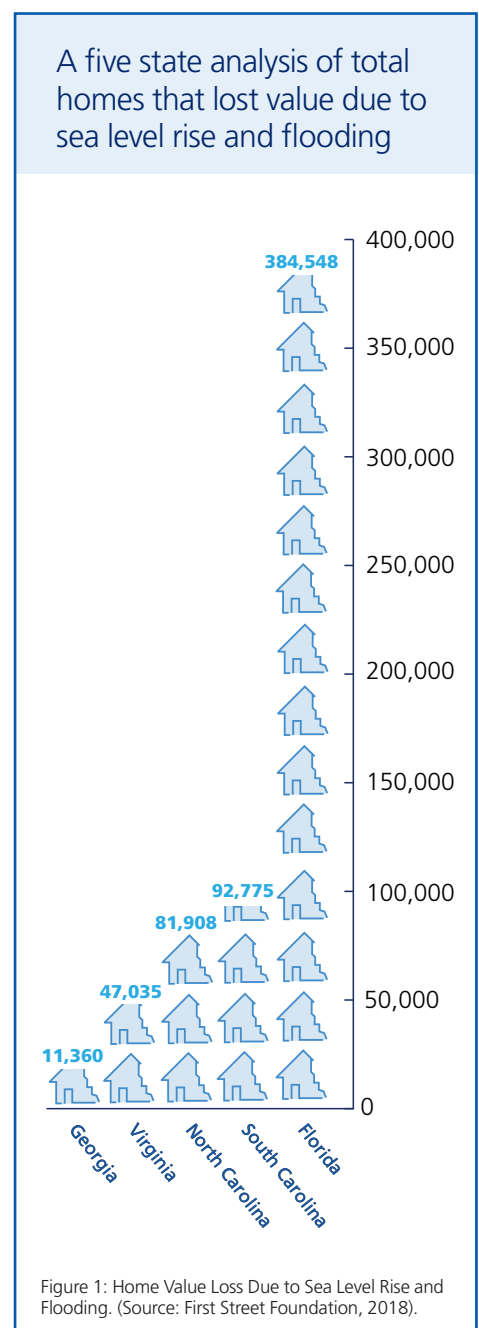 A five state analysis of total
homes that lost value due to
sea level rise and flooding
400,000
384,548
350,000
300,000
250,000
200,000
150,000
100,000
92,775
81,908
50,000
47,035
11,360
0
Georgia
Virginia
North Carolina
South Carolina
Florida
Figure 1: Home Value Loss Due to Sea Level Rise and
Flooding. (Source: First Street Foundation, 2018).